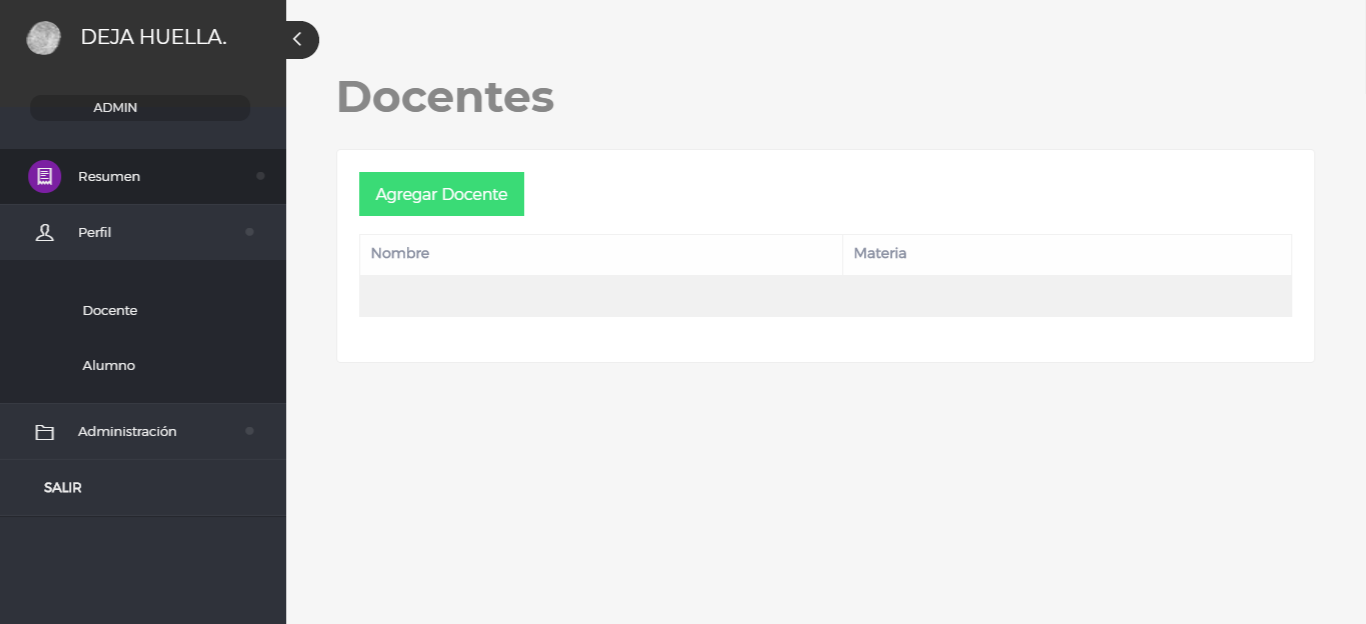 DEJA HUELLA.
ADMIN
Resumen
Perfil
Docente
Alumno
Administración
SALIR
Docentes
Agregar Docente
Nombre Materia